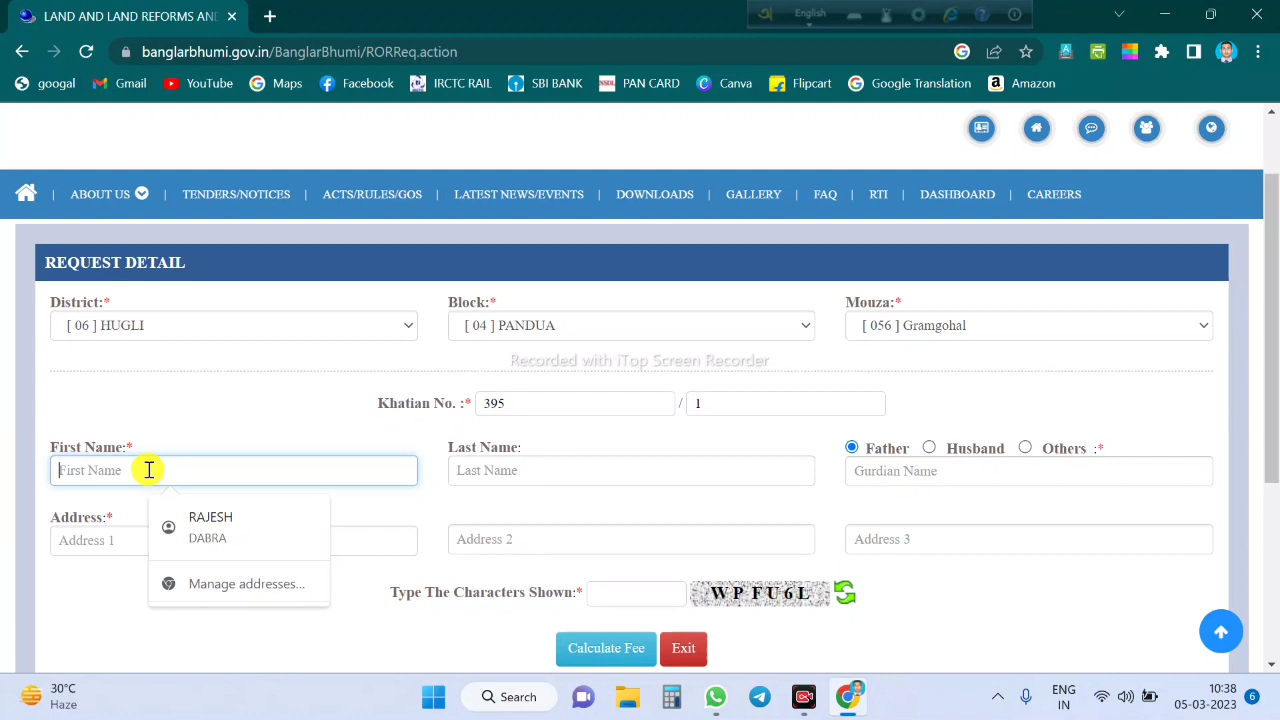 LAND AND LAND REFORMS AND
English
banglarbhumi.gov.in/BanglarBhumi/RORReq.action
googal Gmail YouTube Maps Facebook IRCTC RAIL SBI BANK PAN CARD Canva Flipcart Google Translation Amazon
ABOUT US | TENDERS/NOTICES | ACTS/RULES/GOS | LATEST NEWS/EVENTS | DOWNLOADS | GALLERY | FAQ | RTI | DASHBOARD | CAREERS
REQUEST DETAIL
District:* Block:* Mouza:*
[ 06 ] HUGLI [ 04 ] PANDUA [ 056 ] Gramgohal
Recorded with iTop Screen Recorder
Khatian No. :* 395 / 1
First Name:* Last Name: Father Husband Others :*
First Name Last Name Gurdian Name
RAJESH
DABRA
Manage addresses...
Address:*
Address 1 Address 2 Address 3
Type The Characters Shown:* WPFU6L
Calculate Fee Exit
30°C
Haze
Search
ENG
IN
10:38
05-03-2023
6